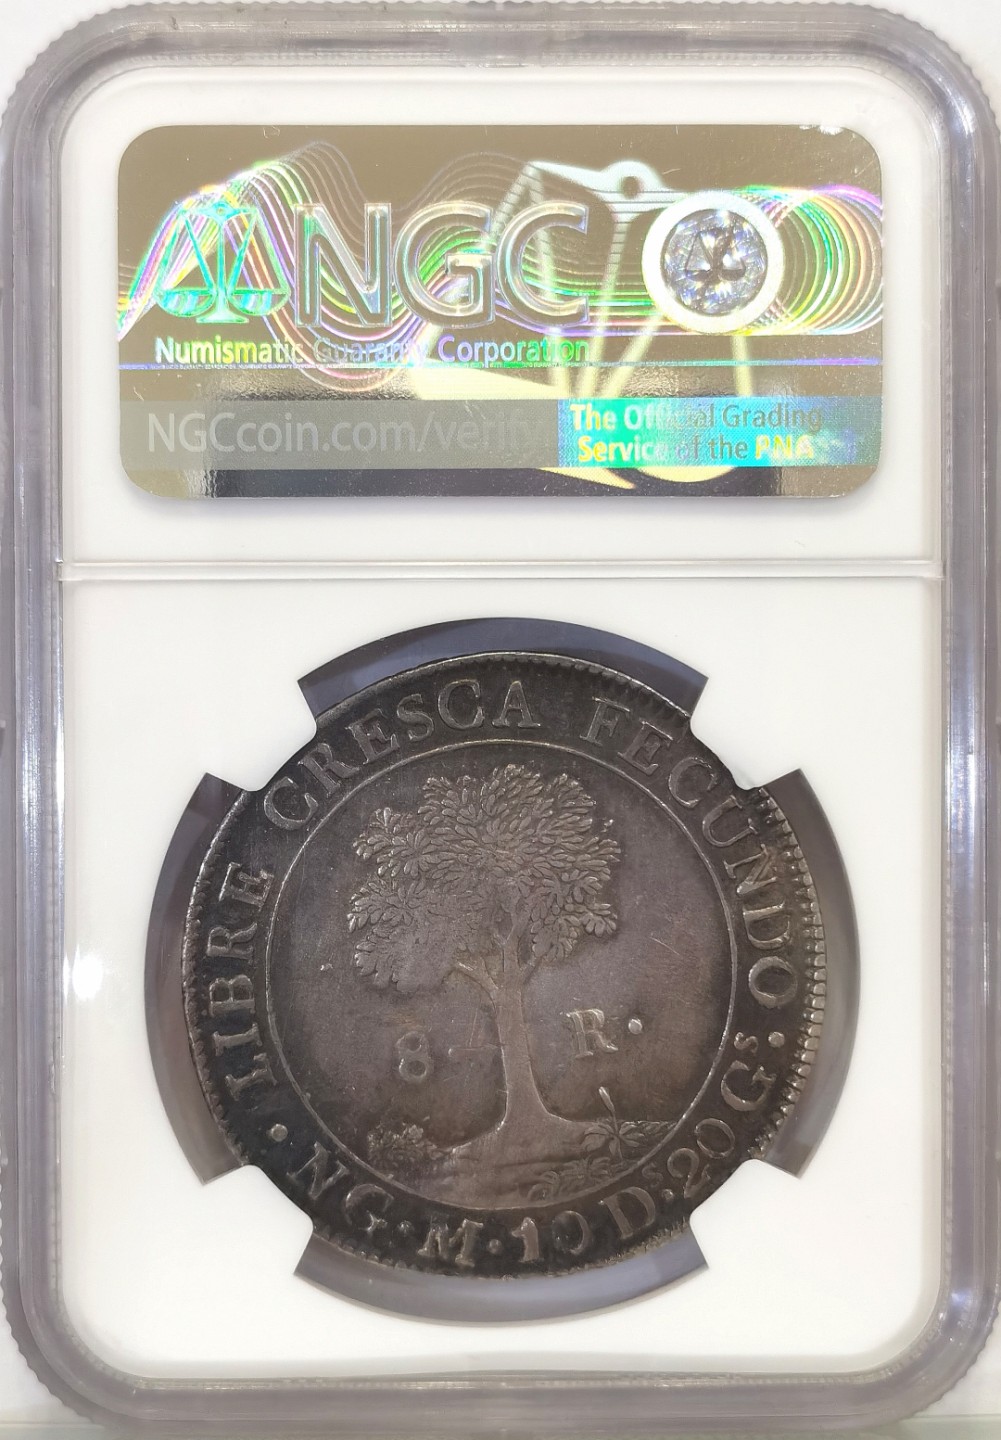 NGC
Numismatic Guaranty Corporation
NGCcoin.com/verify
The Official Grading
Service of the PNG
· LIBRE CRESCA FECUNDO ·
8 R ·
NG · M · 10 Ds. 20 Gs